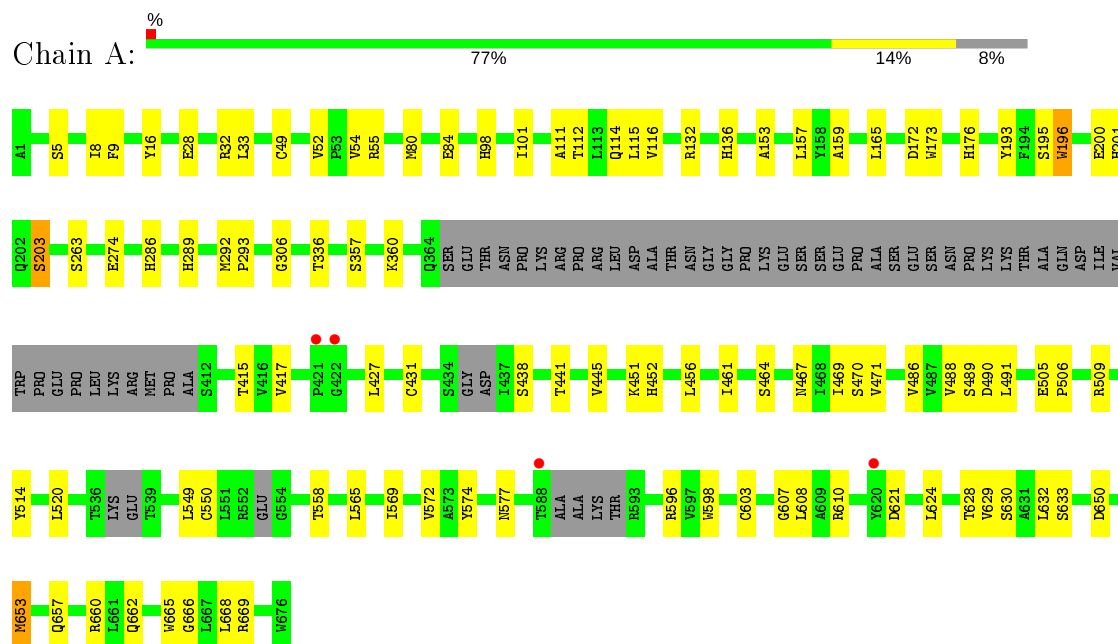 %
Chain A:
77% 14% 8%
A1 S5 I8 F9 Y16 E28 R32 L33 C49 V52 P53 V54 R55 M80 E84 H98 I101 A111 T112 L113 Q114 L115 V116 R132 H136 A153 L157 Y158 A159 L165 D172 W173 H176 Y193 F194 S195 W196 E200 H201
Q202 S203 S263 E274 H286 H289 M292 P293 G306 T336 S357 K360 Q364 SER GLU THR ASN PRO LYS ARG PRO ARG LEU ASP ALA THR ASN GLY GLY PRO LYS GLU SER SER GLU PRO ALA SER GLU SER ASN PRO LYS LYS THR ALA GLN ASP ILE VAL
TRP PRO GLU PRO LEU LYS ARG MET PRO ALA S412 T415 V416 V417 P421 G422 L427 C431 S434 GLY ASP I437 S438 T441 V445 K451 H452 L456 I461 S464 N467 I468 I469 S470 V471 V486 V487 V488 S489 D490 L491 E505 P506 R509
Y514 L520 T536 LYS GLU T539 L549 C550 L551 R552 GLU G554 T558 L565 I569 V572 A573 Y574 N577 T588 ALA ALA LYS THR R593 R596 V597 W598 C603 G607 L608 A609 R610 Y620 D621 L624 T628 V629 S630 A631 L632 S633 D650
M653 Q657 R660 L661 Q662 W665 G666 L667 L668 R669 W676